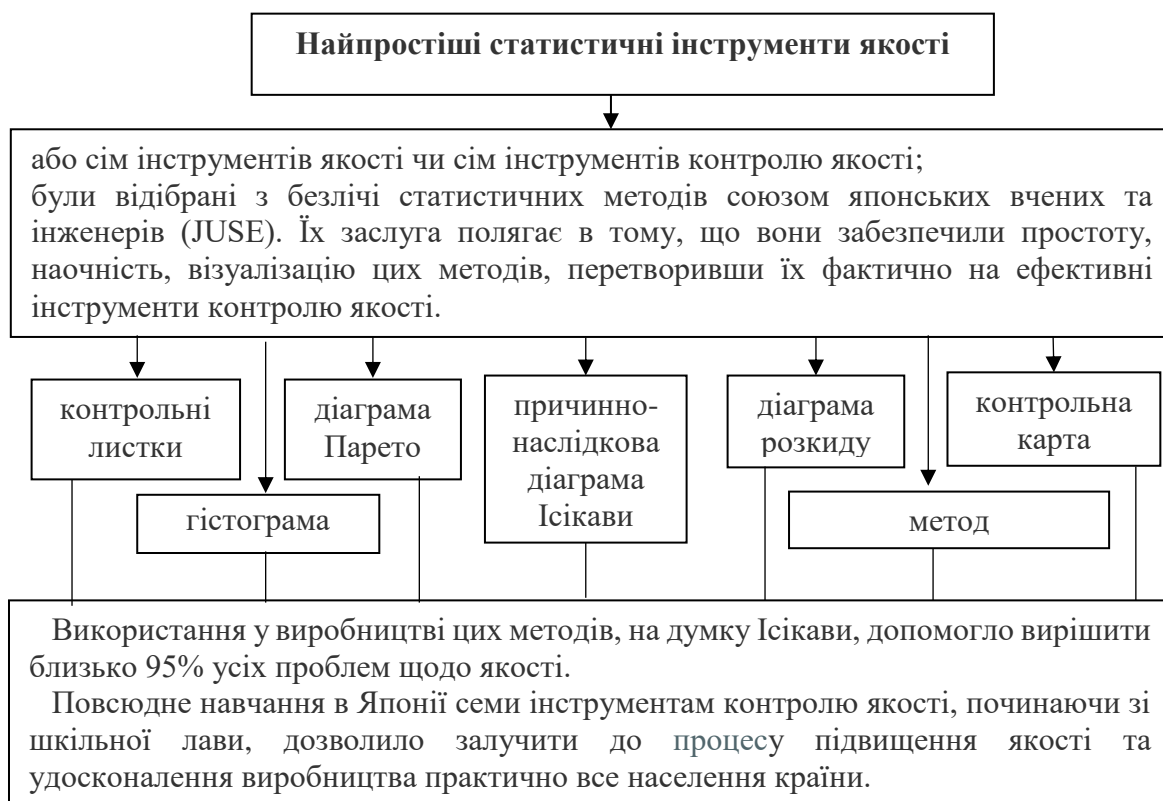 Найпростіші статистичні інструменти якості
або сім інструментів якості чи сім інструментів контролю якості;
були відібрані з безлічі статистичних методів союзом японських вчених та
інженерів (JUSE). Їх заслуга полягає в тому, що вони забезпечили простоту,
наочність, візуалізацію цих методів, перетворивши їх фактично на ефективні
інструменти контролю якості.
контрольні
листки
діаграма
Парето
причинно-
наслідкова
діаграма
Ісікави
діаграма
розкиду
контрольна
карта
гістограма
метод
Використання у виробництві цих методів, на думку Ісікави, допомогло вирішити
близько 95% усіх проблем щодо якості.
Повсюдне навчання в Японії семи інструментам контролю якості, починаючи зі
шкільної лави, дозволило залучити до процесу підвищення якості та
удосконалення виробництва практично все населення країни.